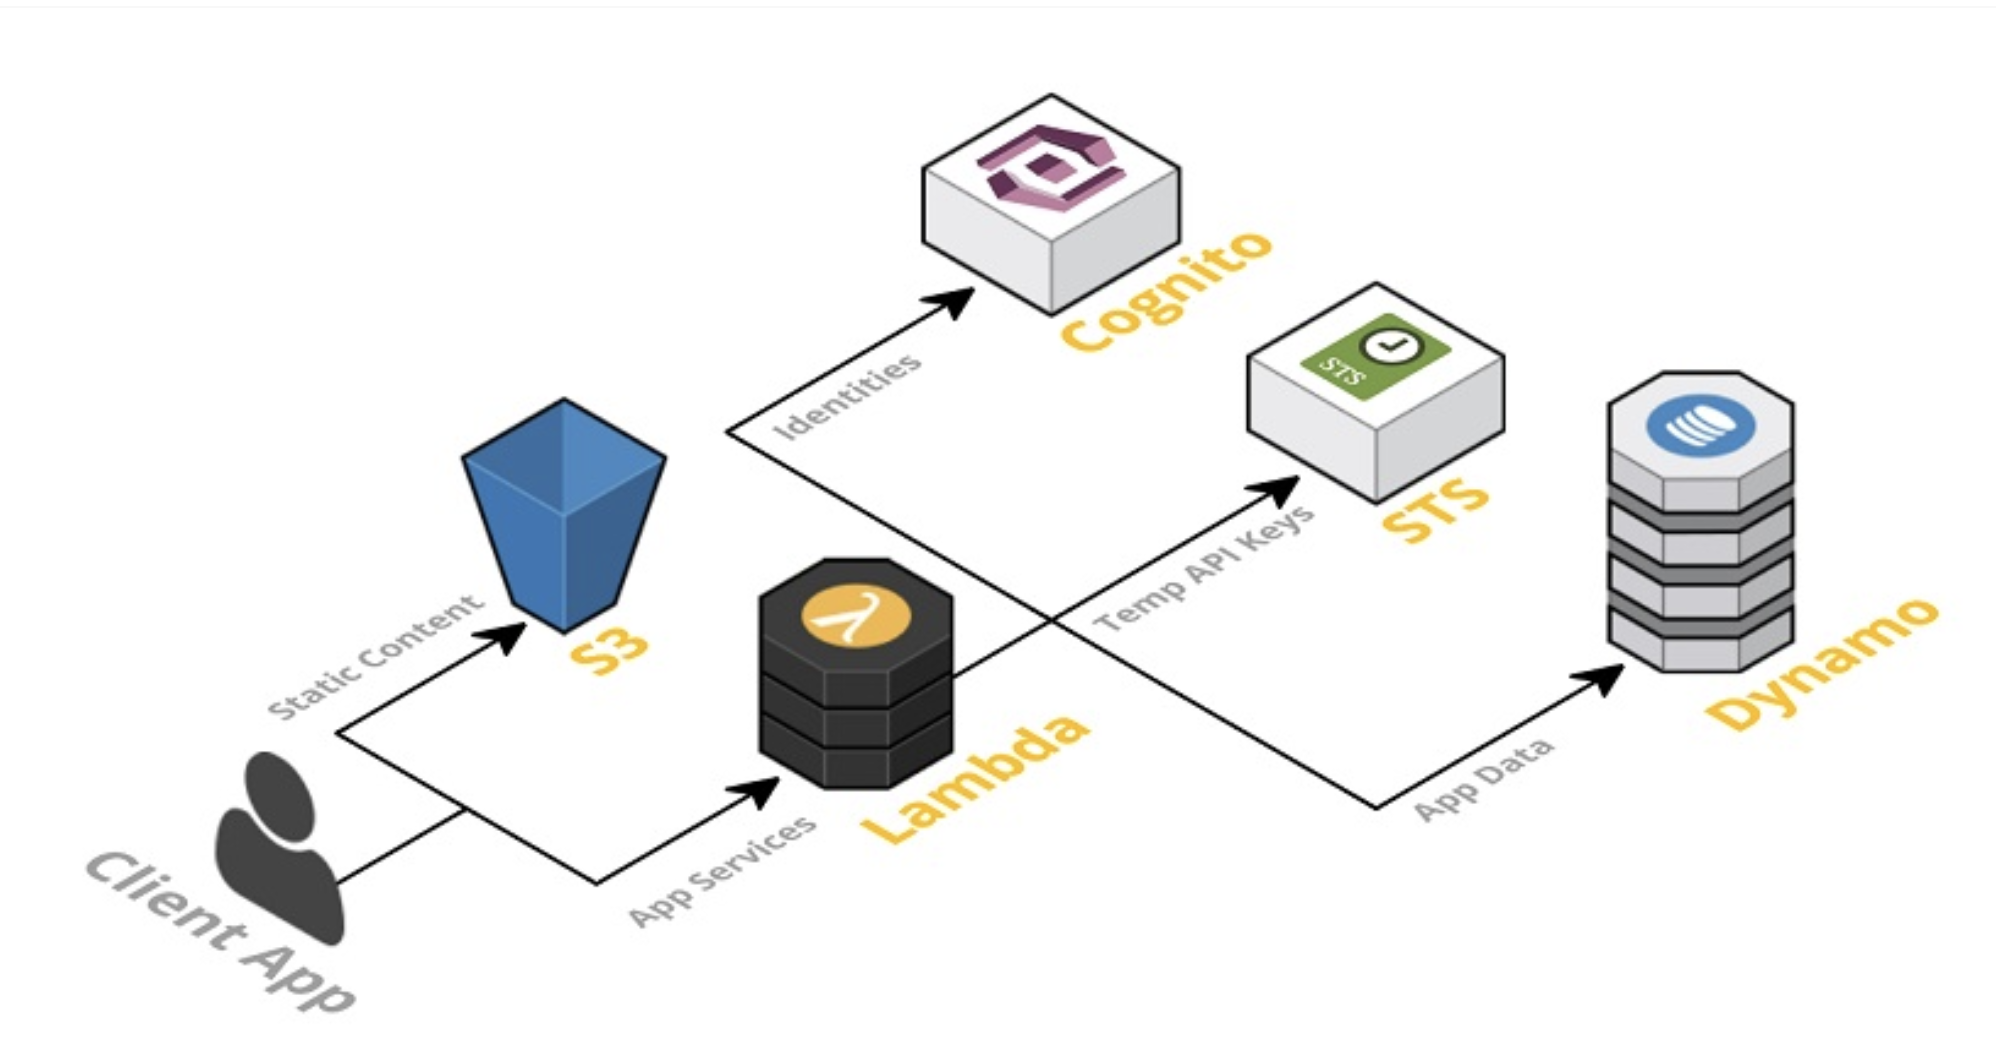 Cognito
Identities
STS
STS
Temp API Keys
Dynamo
App Data
S3
Static Content
Lambda
App Services
Client App